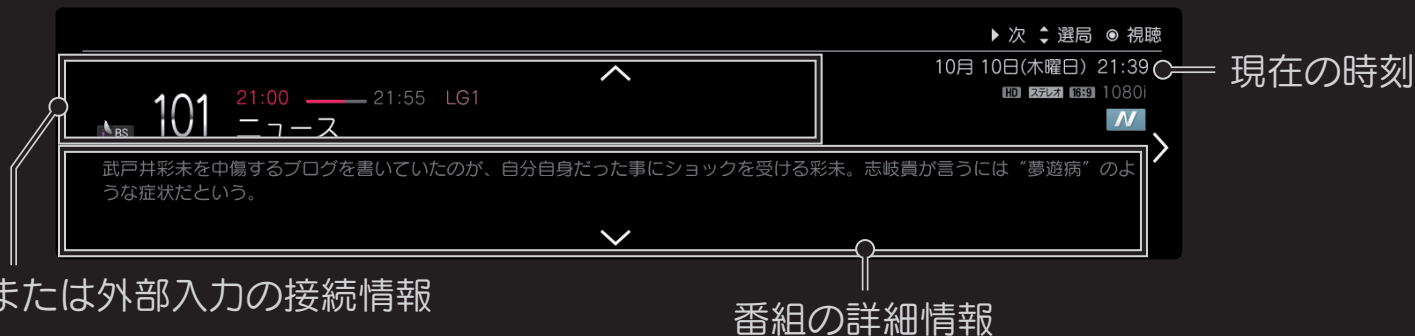 次 選局 視聴
10月 10日(木曜日) 21:39
現在の時刻
HD ステレオ 16:9 1080i
21:00 21:55 LG1
BS 101 ニュース
N
武戸井彩未を中傷するブログを書いていたのが、自分自身だった事にショックを受ける彩未。志岐貴が言うには“夢遊病”のよ
うな症状だという。
または外部入力の接続情報
番組の詳細情報